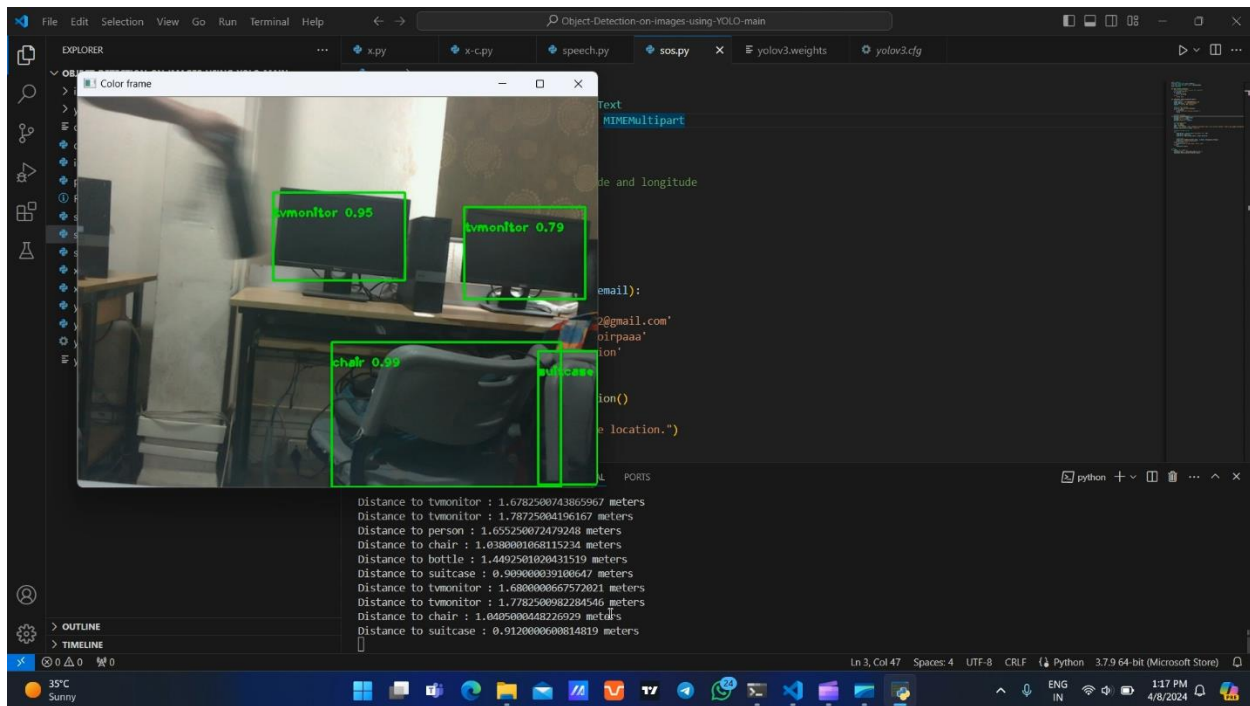 File Edit Selection View Go Run Terminal Help
Object-Detection-on-images-using-YOLO-main
EXPLORER
x.py
x-c.py
speech.py
sos.py
yolov3.weights
yolov3.cfg
Color frame
Text
MIMEMultipart
de and longitude
email):
2@gmail.com'
pirpaaa'
ion'
ion()
e location.")
tvmonitor 0.95
tvmonitor 0.79
chair 0.99
suitcase
PORTS
python
Distance to tvmonitor : 1.6782500743865967 meters
Distance to tvmonitor : 1.78725004196167 meters
Distance to person : 1.655250072479248 meters
Distance to chair : 1.0380001068115234 meters
Distance to bottle : 1.4492501020431519 meters
Distance to suitcase : 0.909000039100647 meters
Distance to tvmonitor : 1.6800000667572021 meters
Distance to tvmonitor : 1.7782500982284546 meters
Distance to chair : 1.0405000448226929 meters
Distance to suitcase : 0.9120000600814819 meters
OUTLINE
TIMELINE
0 0 0
Ln 3, Col 47 Spaces: 4 UTF-8 CRLF Python 3.7.9 64-bit (Microsoft Store)
35°C
Sunny
24
ENG
IN
1:17 PM
4/8/2024